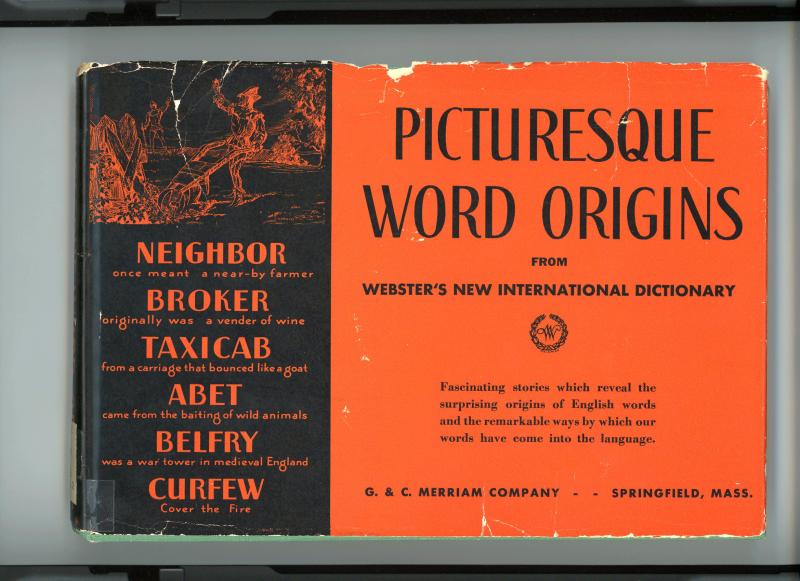 NEIGHBOR
once meant a near-by farmer
BROKER
originally was a vender of wine
TAXICAB
from a carriage that bounced like a goat
ABET
came from the baiting of wild animals
BELFRY
was a war tower in medieval England
CURFEW
Cover the Fire
PICTURESQUE
WORD ORIGINS
FROM
WEBSTER'S NEW INTERNATIONAL DICTIONARY
W
Fascinating stories which reveal the
surprising origins of English words
and the remarkable ways by which our
words have come into the language.
G. & C. MERRIAM COMPANY - - SPRINGFIELD, MASS.